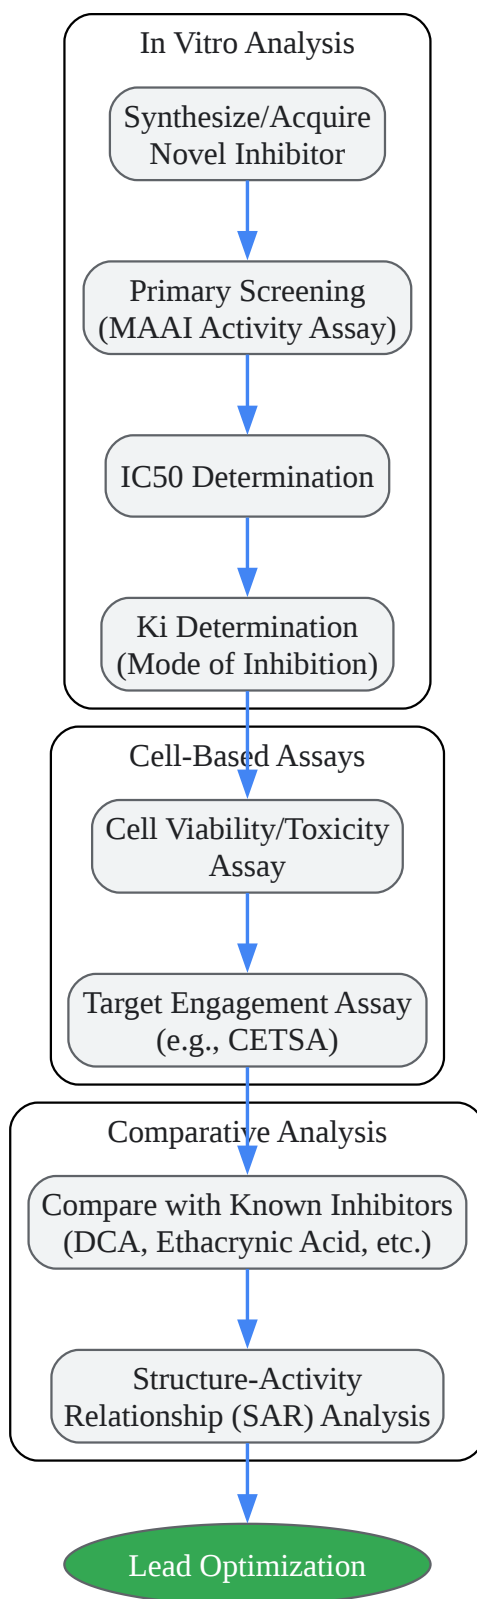 In Vitro Analysis
Synthesize/Acquire
Novel Inhibitor
Primary Screening
(MAAI Activity Assay)
IC50 Determination
Ki Determination
(Mode of Inhibition)
Cell-Based Assays
Cell Viability/Toxicity
Assay
Target Engagement Assay
(e.g., CETSA)
Comparative Analysis
Compare with Known Inhibitors
(DCA, Ethacrynic Acid, etc.)
Structure-Activity
Relationship (SAR) Analysis
Lead Optimization